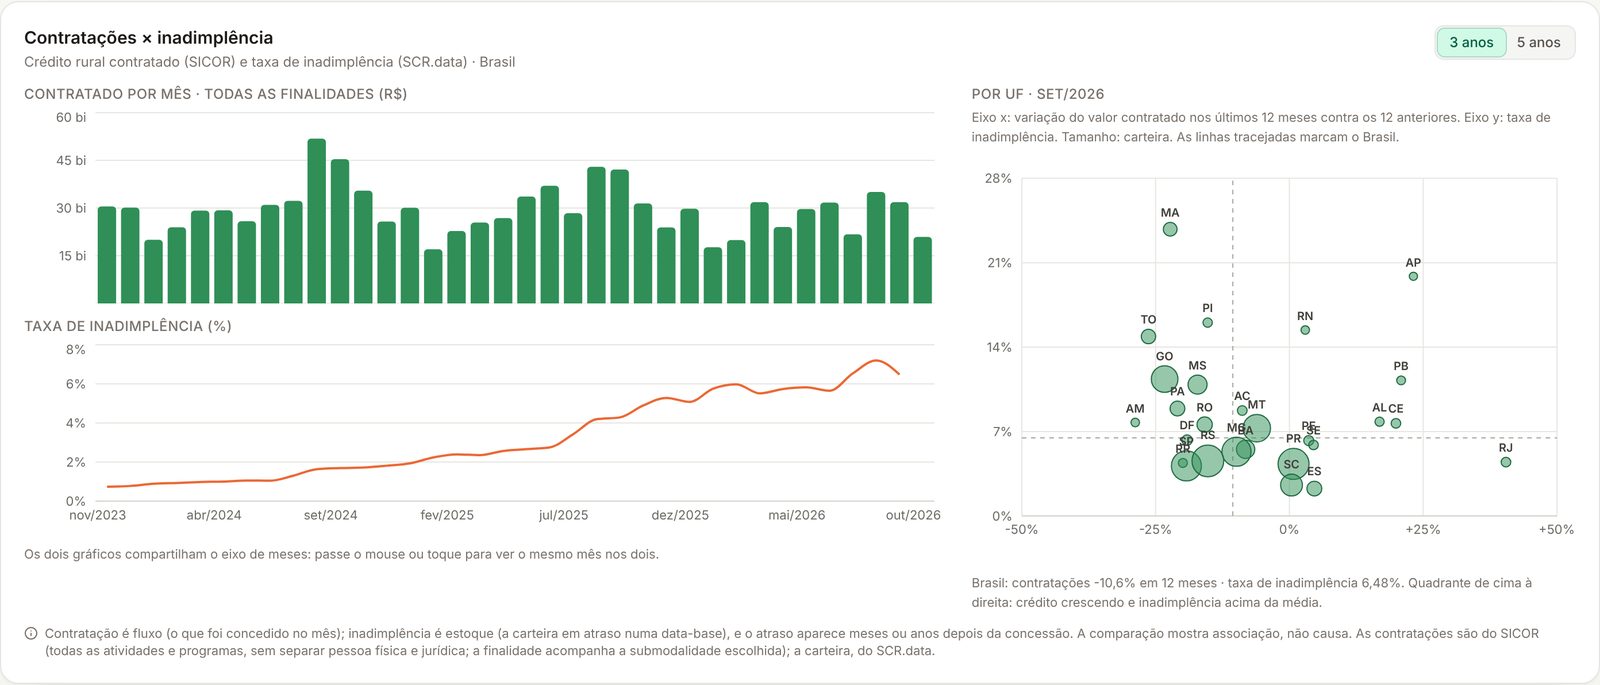 Contratações × inadimplência
Crédito rural contratado (SICOR) e taxa de inadimplência (SCR.data) · Brasil
3 anos
5 anos
CONTRATADO POR MÊS · TODAS AS FINALIDADES (R$)
60 bi
45 bi
30 bi
15 bi
TAXA DE INADIMPLÊNCIA (%)
8%
6%
4%
2%
0%
nov/2023
abr/2024
set/2024
fev/2025
jul/2025
dez/2025
mai/2026
out/2026
Os dois gráficos compartilham o eixo de meses: passe o mouse ou toque para ver o mesmo mês nos dois.
POR UF · SET/2026
Eixo x: variação do valor contratado nos últimos 12 meses contra os 12 anteriores. Eixo y: taxa de
inadimplência. Tamanho: carteira. As linhas tracejadas marcam o Brasil.
28%
21%
14%
7%
0%
MA
AP
PI
RN
TO
GO
MS
PB
PA
AC
AM
RO
MT
AL
CE
DF
MG
BA
PE
SE
SP
RS
PR
RR
RJ
SC
ES
-50%
-25%
0%
+25%
+50%
Brasil: contratações -10,6% em 12 meses · taxa de inadimplência 6,48%. Quadrante de cima à
direita: crédito crescendo e inadimplência acima da média.
Contratação é fluxo (o que foi concedido no mês); inadimplência é estoque (a carteira em atraso numa data-base), e o atraso aparece meses ou anos depois da concessão. A comparação mostra associação, não causa. As contratações são do SICOR
(todas as atividades e programas, sem separar pessoa física e jurídica; a finalidade acompanha a submodalidade escolhida); a carteira, do SCR.data.